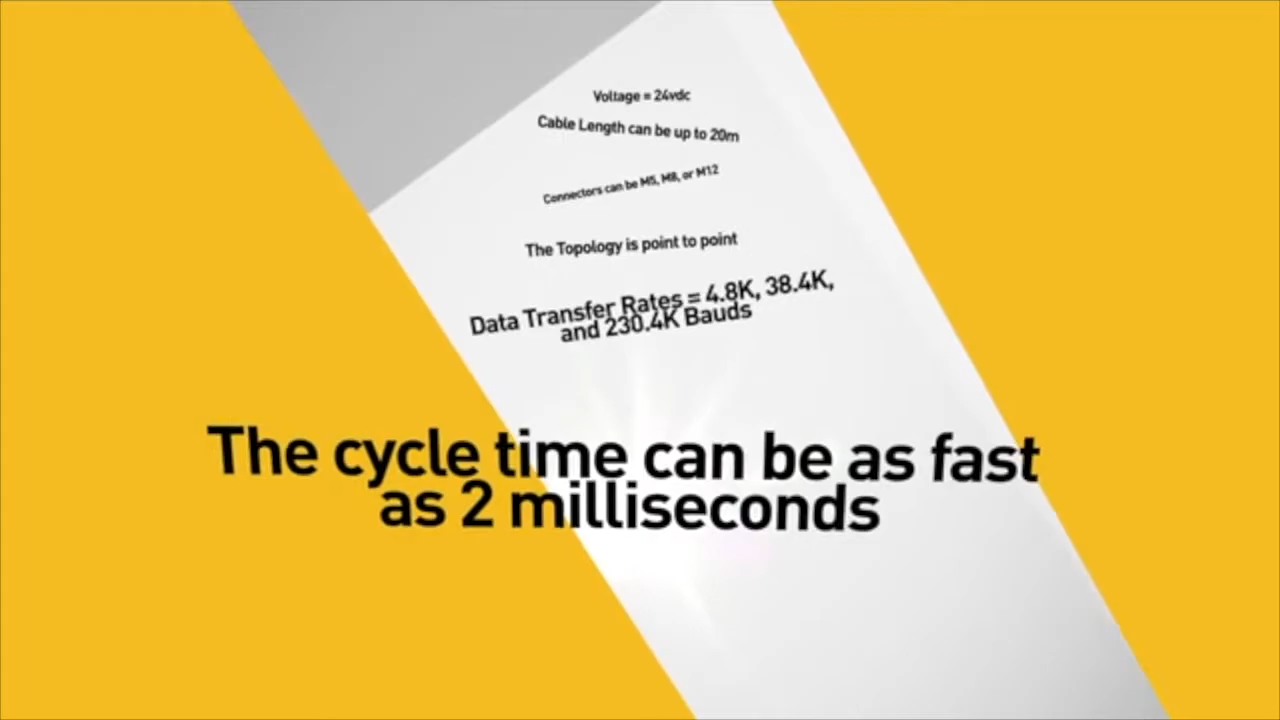 Voltage = 24vdc
Cable Length can be up to 20m
Connectors can be M5, M8, or M12
The Topology is point to point
Data Transfer Rates = 4.8K, 38.4K,
and 230.4K Bauds
The cycle time can be as fast
as 2 milliseconds